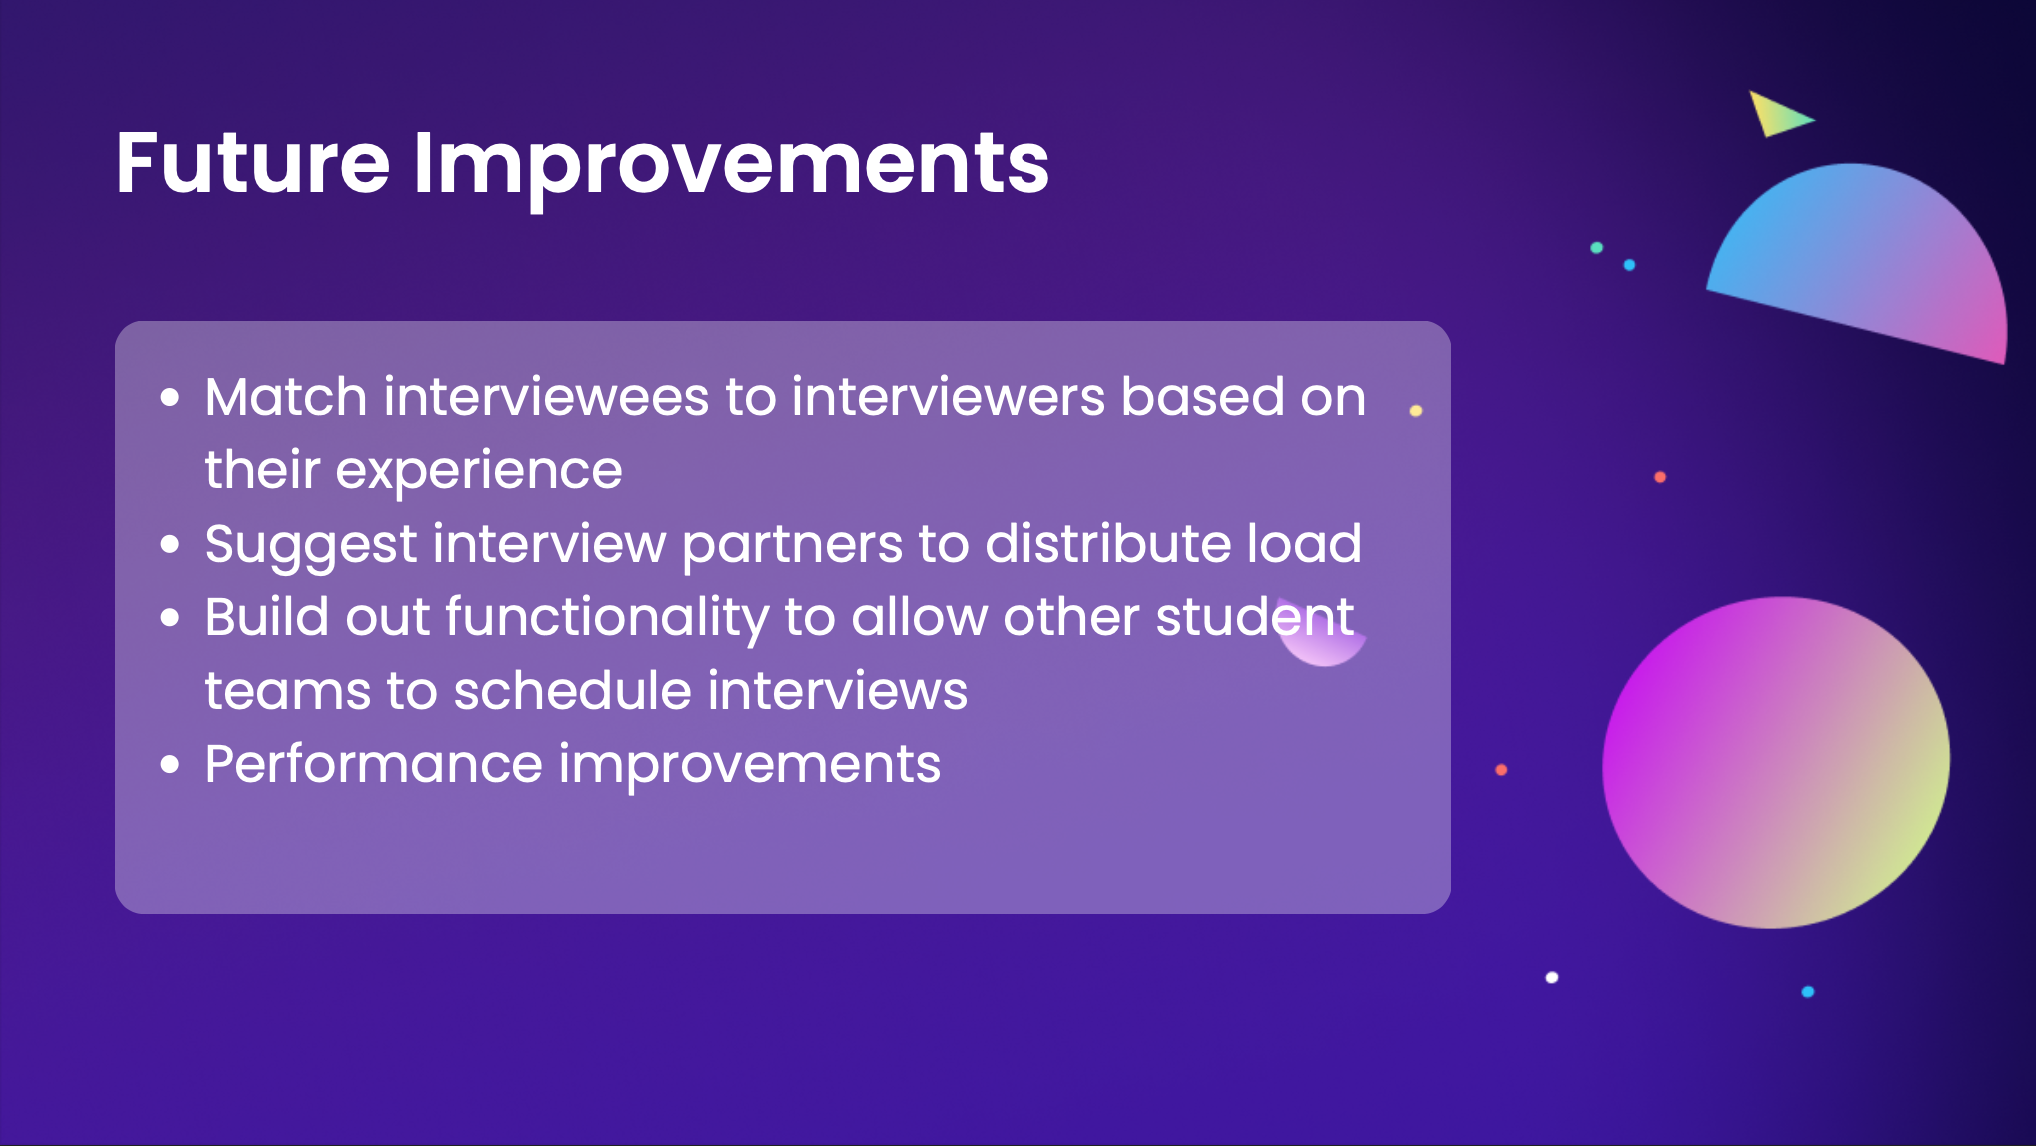 Future Improvements
• Match interviewees to interviewers based on
their experience
• Suggest interview partners to distribute load
• Build out functionality to allow other student
teams to schedule interviews
• Performance improvements